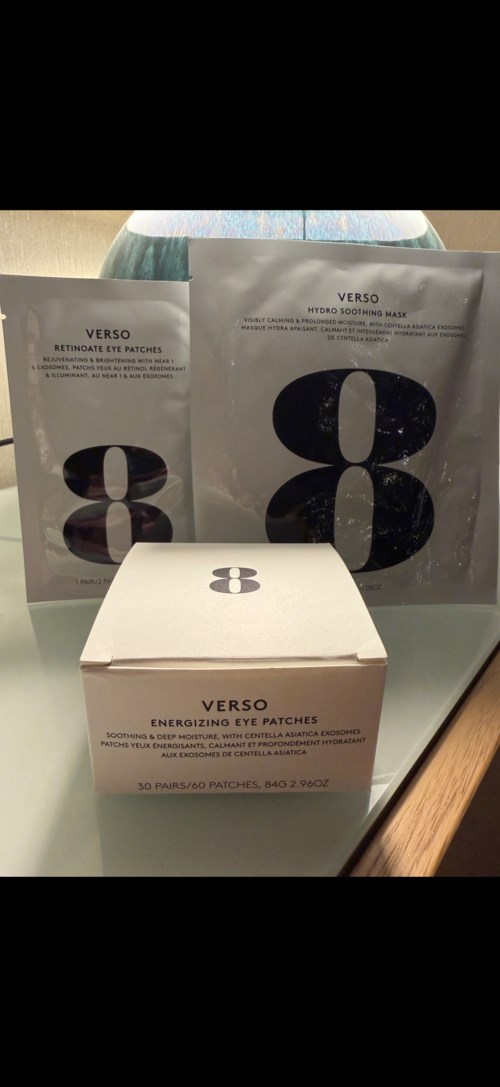 VERSO
RETINOATE EYE PATCHES
REJUVENATING & BRIGHTENING WITH NEAR 1
& EXOSOMES, PATCHS YEUX AU RÉTINOL RÉGÉNÉRANT
& ILLUMINANT, AU NEAR 1 & AUX EXOSOMES
8
1 PAIR/2
VERSO
HYDRO SOOTHING MASK
VISIBLY CALMING & PROLONGED MOISTURE, WITH CENTELLA ASIATICA EXOSOMES
MASQUE HYDRA APAISANT, CALMANT ET INTENSÉMENT HYDRATANT AUX EXOSOMES
DE CENTELLA ASIATICA
8
8
VERSO
ENERGIZING EYE PATCHES
SOOTHING & DEEP MOISTURE, WITH CENTELLA ASIATICA EXOSOMES
PATCHS YEUX ÉNERGISANTS, CALMANT ET PROFONDÉMENT HYDRATANT
AUX EXOSOMES DE CENTELLA ASIATICA
30 PAIRS/60 PATCHES, 84G 2.96OZ